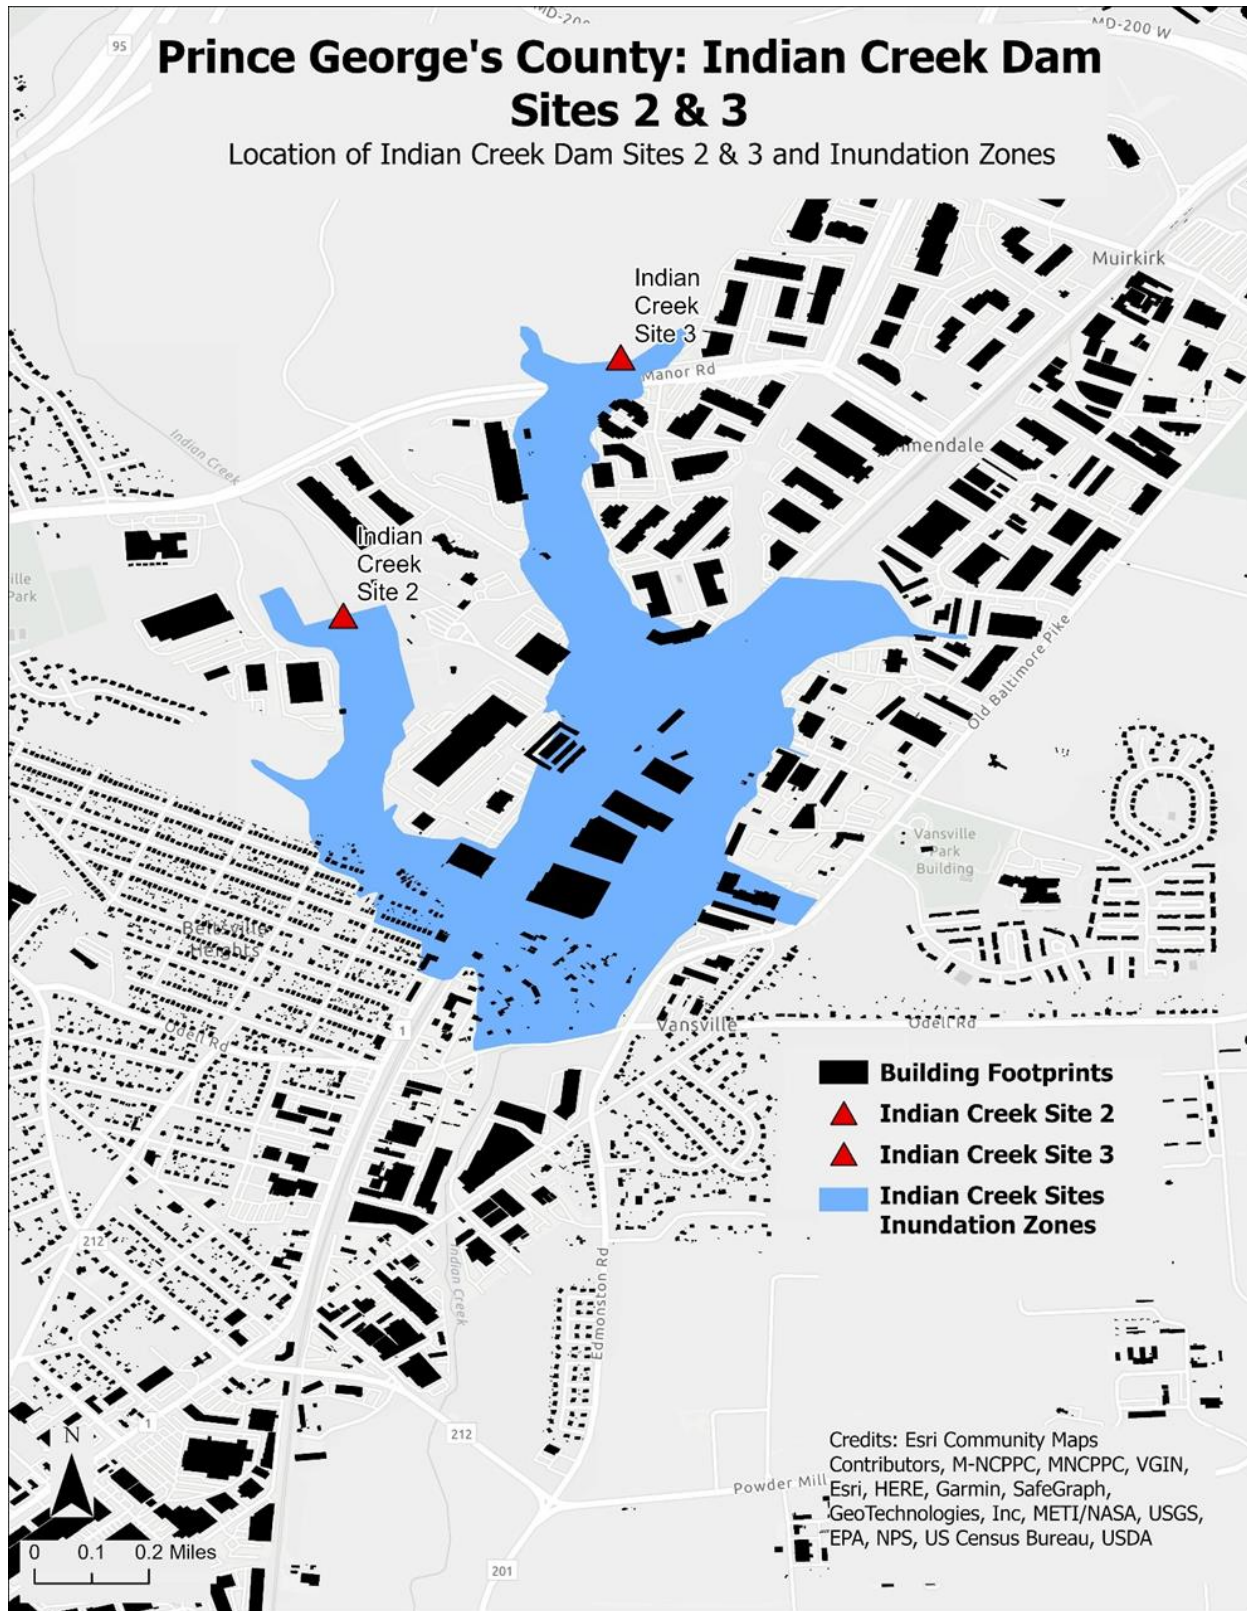 MD-200
MD-200 W
95
Prince George's County: Indian Creek Dam
Sites 2 & 3
Location of Indian Creek Dam Sites 2 & 3 and Inundation Zones
Muirkirk
Indian
Creek
Site 3
Manor Rd
mmendale
Indian Creek
Indian
Creek
Site 2
ville
Park
Old Baltimore Pike
Vansville
Park
Building
Beltsville
Heights
Odell Rd
1
Vansville
Odell Rd
Building Footprints
Indian Creek Site 2
Indian Creek Site 3
Indian Creek Sites
Inundation Zones
212
Indian Creek
Edmonston Rd
1
212
N
Powder Mill
201
0 0.1 0.2 Miles
Credits: Esri Community Maps
Contributors, M-NCPPC, MNCPPC, VGIN,
Esri, HERE, Garmin, SafeGraph,
GeoTechnologies, Inc, METI/NASA, USGS,
EPA, NPS, US Census Bureau, USDA